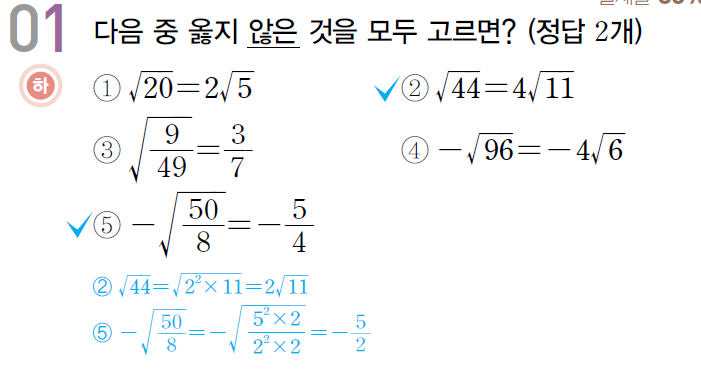 01 다음 중 옳지 않은 것을 모두 고르면? (정답 2개)
하
① √20=2√5 ② √44=4√11
③ √(9/49)=3/7 ④ -√96=-4√6
⑤ -√(50/8)=-5/4
② √44=√(2²×11)=2√11
⑤ -√(50/8)=-√((5²×2)/(2²×2))=-5/2